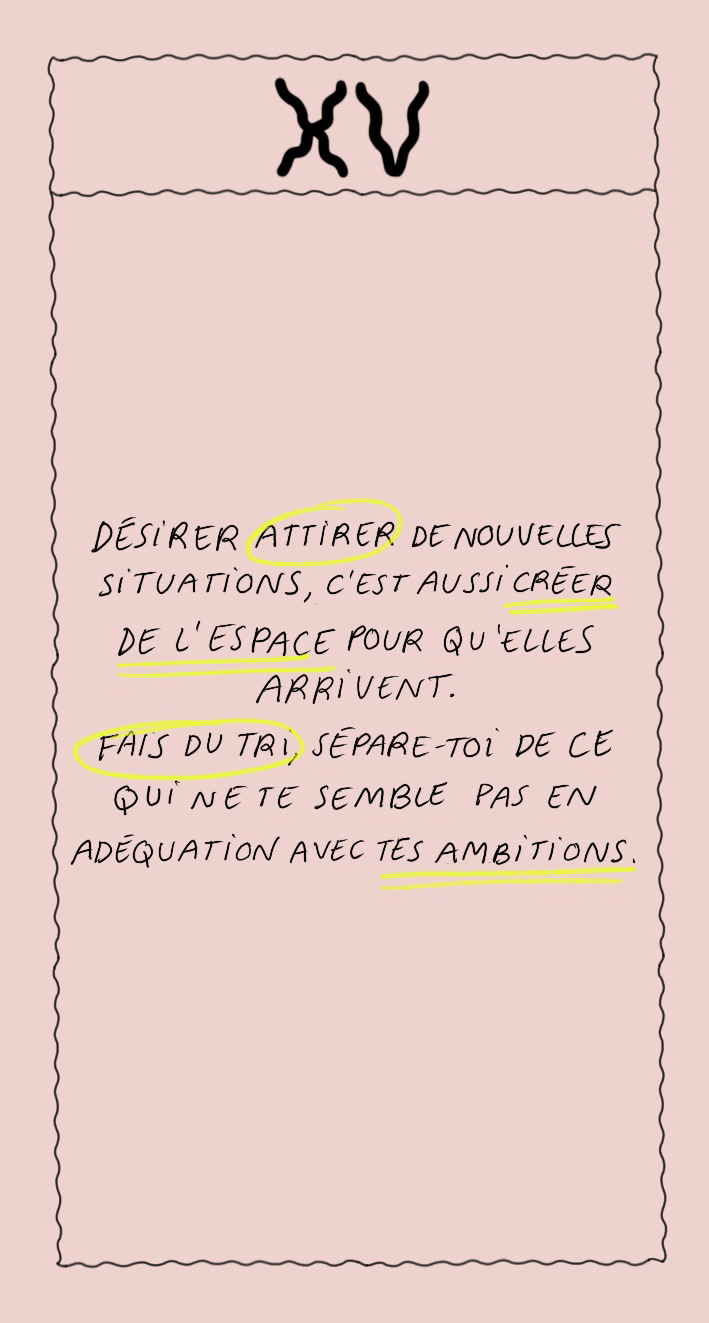 XV
DÉSIRER ATTIRER DE NOUVELLES
SITUATIONS, C'EST AUSSI CRÉER
DE L'ESPACE POUR QU'ELLES
ARRIVENT.
FAIS DU TRI, SÉPARE-TOI DE CE
QUI NE TE SEMBLE PAS EN
ADÉQUATION AVEC TES AMBITIONS.